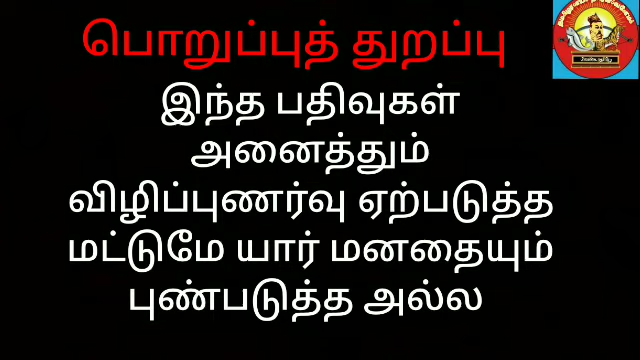 பொறுப்புத் துறப்பு
இந்த பதிவுகள்
அனைத்தும்
விழிப்புணர்வு ஏற்படுத்த
மட்டுமே யார் மனதையும்
புண்படுத்த அல்ல